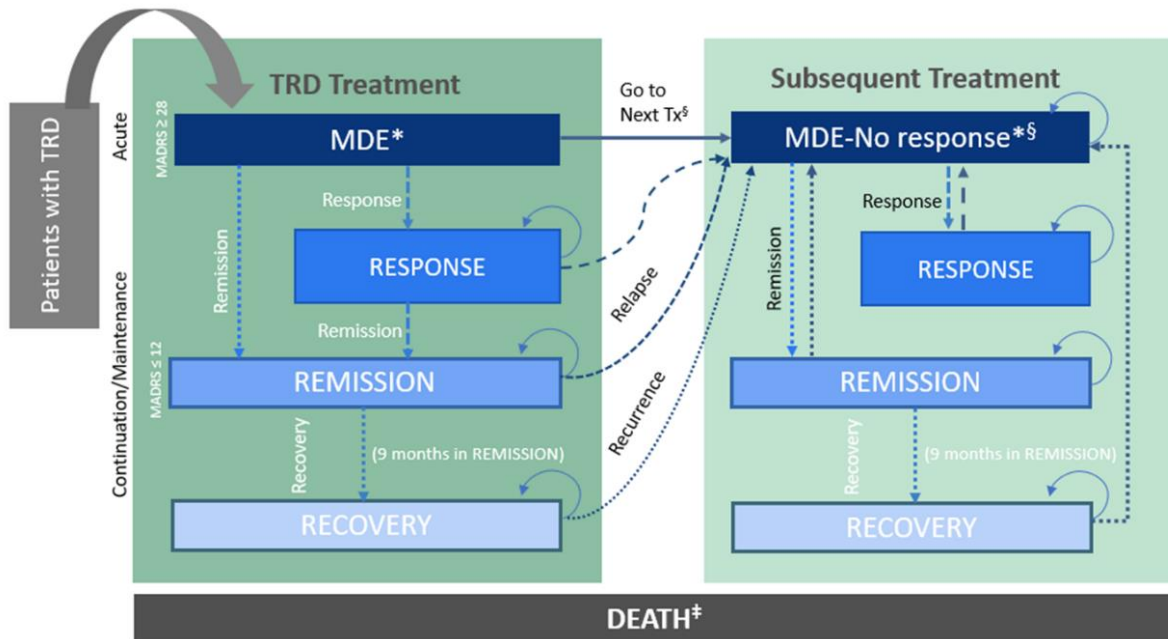 Patients with TRD
Acute
Continuation/Maintenance
TRD Treatment
MADRS ≥ 28
MDE*
Response
Remission
RESPONSE
Remission
MADRS ≤ 12
REMISSION
Recovery
(9 months in REMISSION)
RECOVERY
Go to
Next Tx§
Relapse
Recurrence
Subsequent Treatment
MDE-No response*§
Response
Remission
RESPONSE
REMISSION
Recovery
(9 months in REMISSION)
RECOVERY
DEATH‡